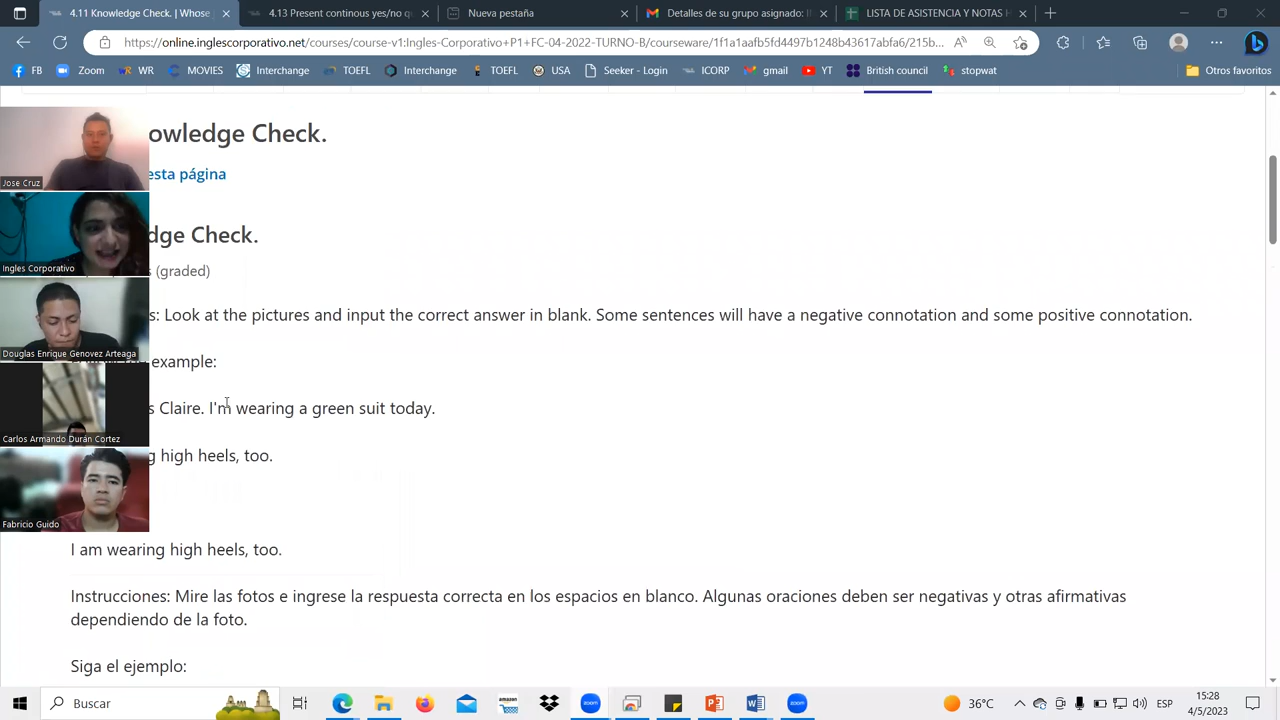 4.11 Knowledge Check. | Whose
4.13 Present continous yes/no q
Nueva pestaña
Detalles de su grupo asignado: I
LISTA DE ASISTENCIA Y NOTAS H
https://online.inglescorporativo.net/courses/course-v1:Ingles-Corporativo+P1+FC-04-2022-TURNO-B/courseware/1f1a1aafb5fd4497b1248b43617abfa6/215b...
FB
Zoom
WR
MOVIES
Interchange
TOEFL
Interchange
TOEFL
USA
Seeker - Login
ICORP
gmail
YT
British council
stopwat
Otros favoritos
owledge Check.
esta página
dge Check.
s (graded)
s: Look at the pictures and input the correct answer in blank. Some sentences will have a negative connotation and some positive connotation.
example:
s Claire. I'm wearing a green suit today.
g high heels, too.
I am wearing high heels, too.
Instrucciones: Mire las fotos e ingrese la respuesta correcta en los espacios en blanco. Algunas oraciones deben ser negativas y otras afirmativas
dependiendo de la foto.
Siga el ejemplo:
Jose Cruz
Ingles Corporativo
Douglas Enrique Genovez Arteaga
Carlos Armando Durán Cortez
Fabricio Guido
Buscar
36°C
ESP
15:28
4/5/2023